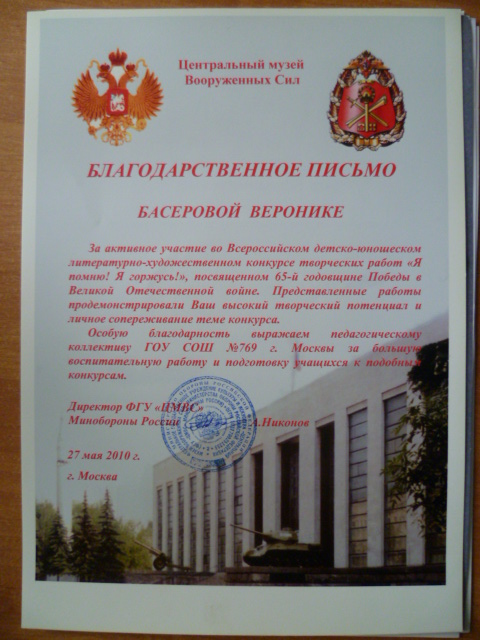 Центральный музей
Вооруженных Сил
БЛАГОДАРСТВЕННОЕ ПИСЬМО
БАСЕРОВОЙ ВЕРОНИКЕ
За активное участие во Всероссийском детско-юношеском
литературно-художественном конкурсе творческих работ «Я
помню! Я горжусь!», посвященном 65-й годовщине Победы в
Великой Отечественной войне. Представленные работы
продемонстрировали Ваш высокий творческий потенциал и
личное сопереживание теме конкурса.
Особую благодарность выражаем педагогическому
коллективу ГОУ СОШ №769 г. Москвы за большую
воспитательную работу и подготовку учащихся к подобным
конкурсам.
Директор ФГУ «ЦМВС»
Минобороны России А.Никонов
27 мая 2010 г.
г. Москва